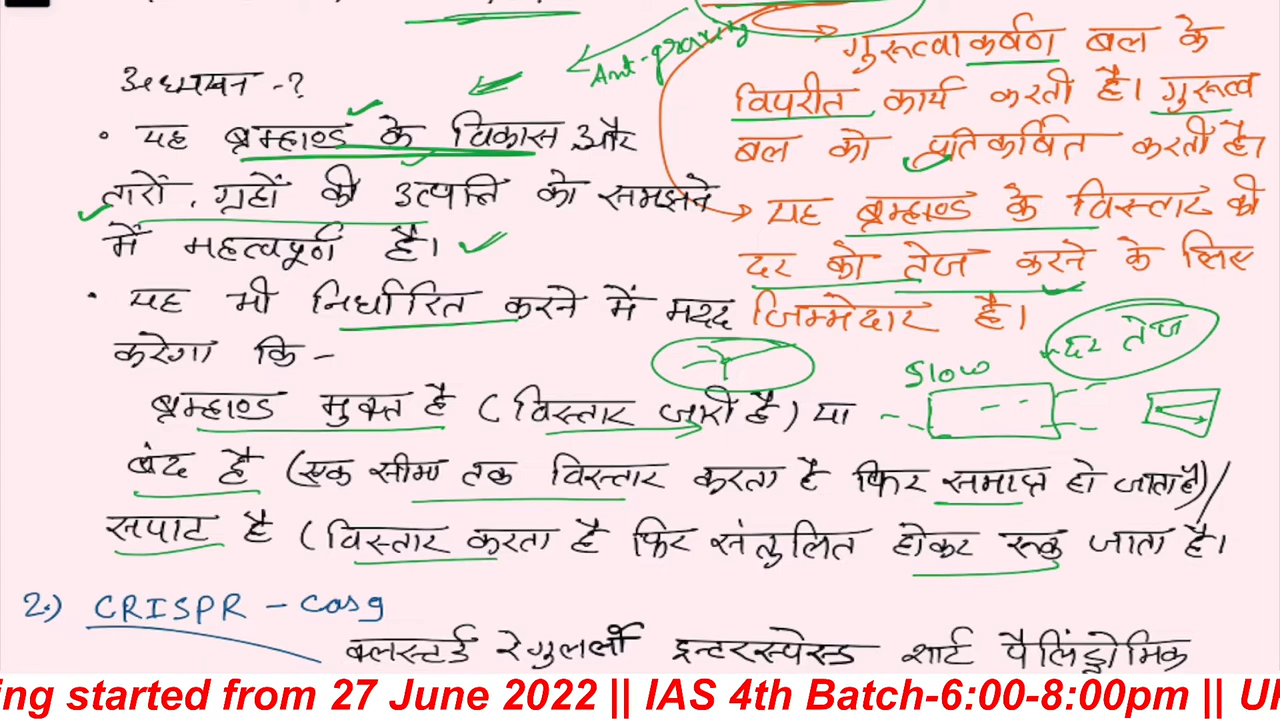 अध्ययन -?
• यह ब्रम्हाण्ड के विकास और
तारों, ग्रहों की उत्पत्ति को समझने
में महत्वपूर्ण है।
• यह भी निर्धारित करने में मदद
करेगा कि -
Ant-gravity
गुरूत्वाकर्षण बल के
विपरीत कार्य करती है। गुरूत्व
बल को प्रतिकर्षित करती है।
यह ब्रम्हाण्ड के विस्तार की
दर को तेज करने के लिए
जिम्मेदार है।
Slow
दर तेज
ब्रम्हाण्ड मुक्त है (विस्तार जारी है) या
बंद है (एक सीमा तक विस्तार करता है फिर समाप्त हो जाता है)/
सपाट है (विस्तार करता है फिर संतुलित होकर रूक जाता है।
2.) CRISPR - Cas9
क्लस्टर्ड रेगुलर्ली इन्टरस्पेस्ड शार्ट पैलिंड्रोमिक
ing started from 27 June 2022 || IAS 4th Batch-6:00-8:00pm || U